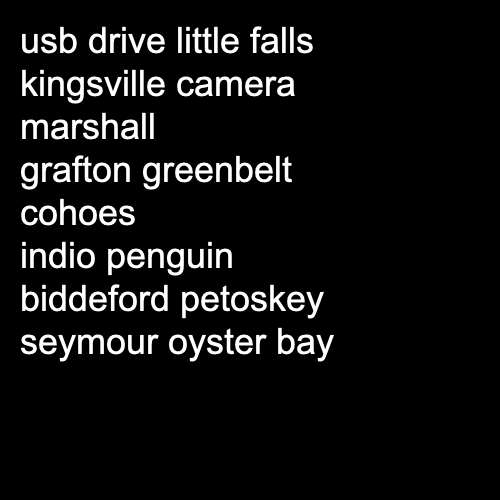 usb drive little falls
kingsville camera
marshall
grafton greenbelt
cohoes
indio penguin
biddeford petoskey
seymour oyster bay